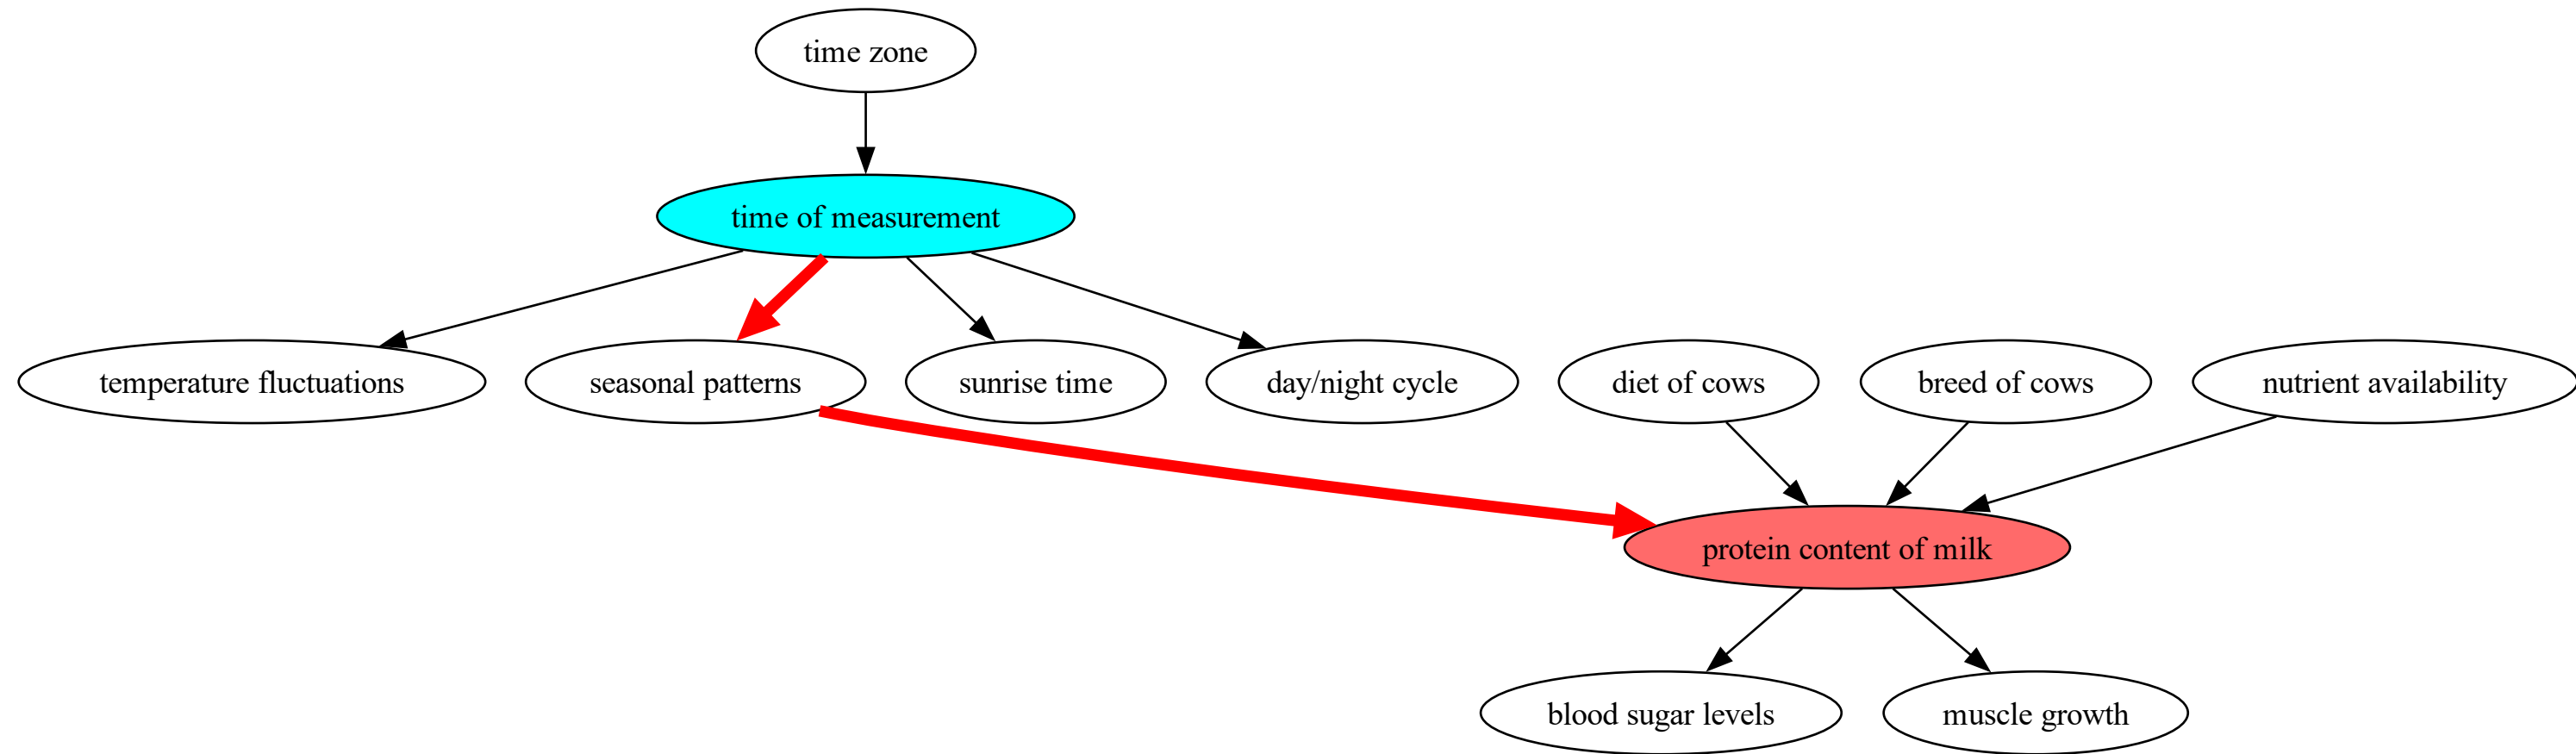 time zone
time of measurement
temperature fluctuations
seasonal patterns
sunrise time
day/night cycle
diet of cows
breed of cows
nutrient availability
protein content of milk
blood sugar levels
muscle growth